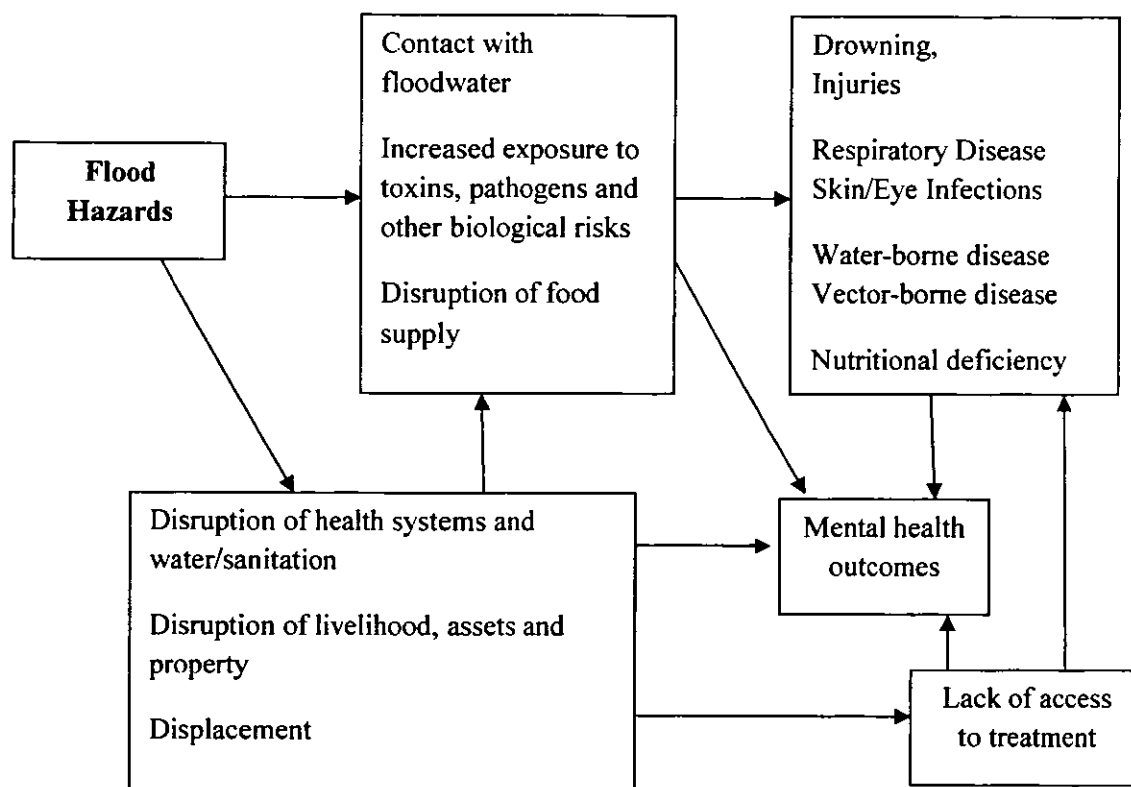 Flood
Hazards
Contact with
floodwater
Increased exposure to
toxins, pathogens and
other biological risks
Disruption of food
supply
Drowning,
Injuries
Respiratory Disease
Skin/Eye Infections
Water-borne disease
Vector-borne disease
Nutritional deficiency
Disruption of health systems and
water/sanitation
Disruption of livelihood, assets and
property
Displacement
Mental health
outcomes
Lack of access
to treatment